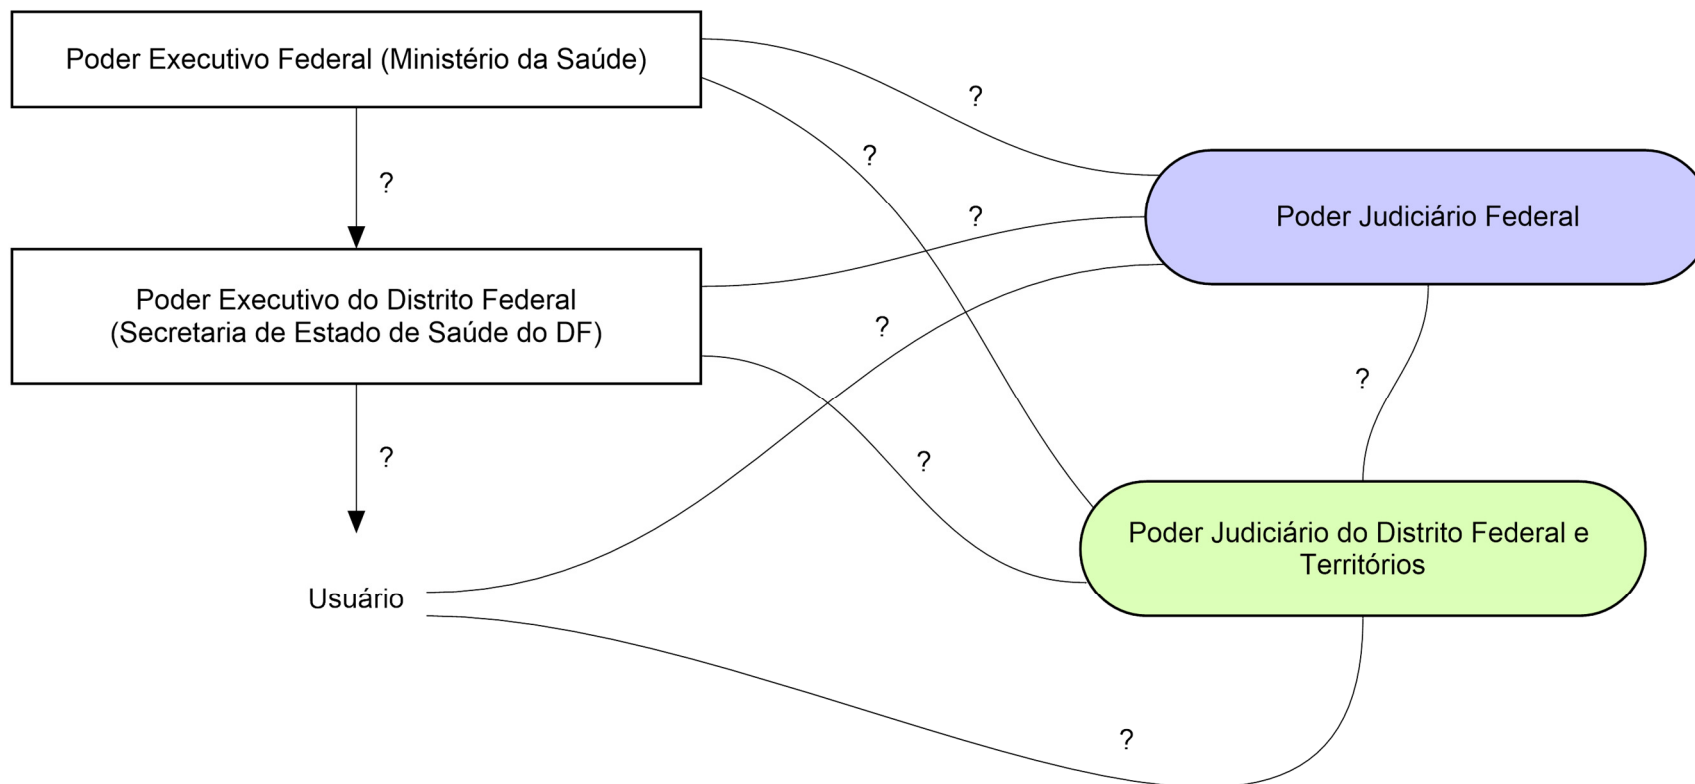 Poder Executivo Federal (Ministério da Saúde)
?
?
Poder Judiciário Federal
?
?
Poder Executivo do Distrito Federal
(Secretaria de Estado de Saúde do DF)
?
?
?
?
Poder Judiciário do Distrito Federal e
Territórios
Usuário
?